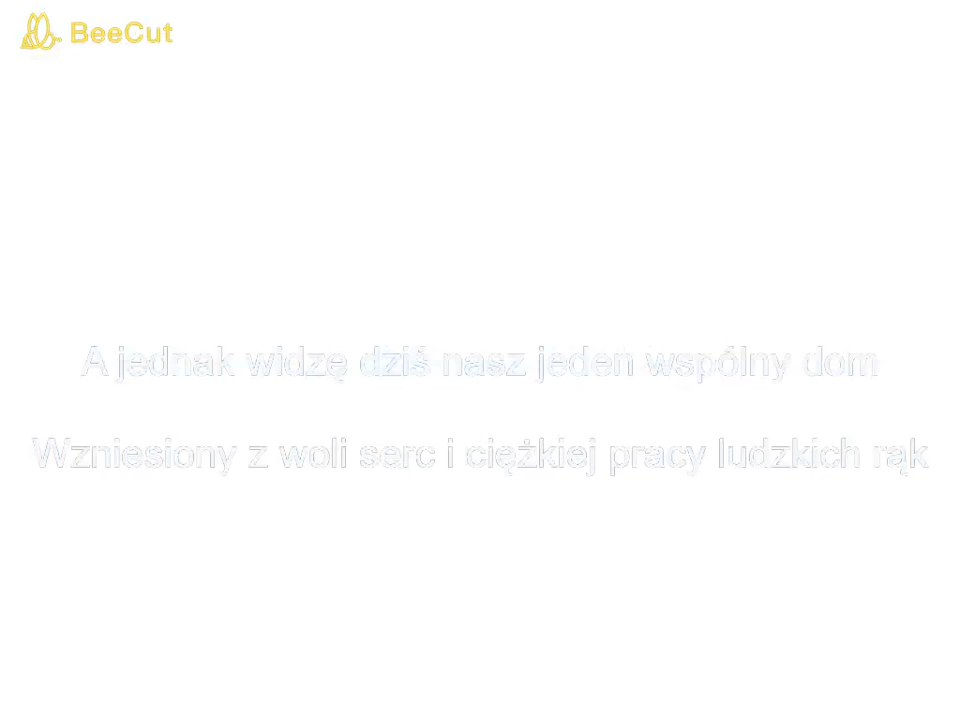 BeeCut
A jednak widzę dziś nasz jeden wspólny dom
Wzniesiony z woli serc i ciężkiej pracy ludzkich rąk